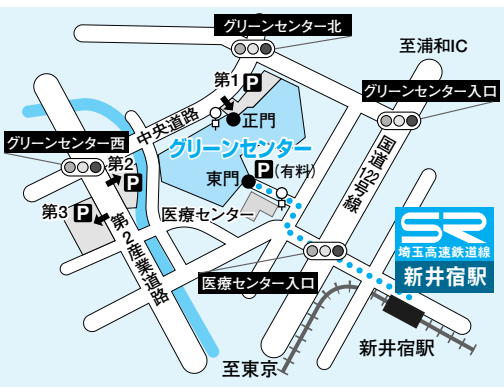 グリーンセンター北
至浦和IC
第1 P
グリーンセンター入口
中央道路
正門
グリーンセンター西
グリーンセンター
国道122号線
第2
P
東門
P(有料)
第3 P
医療センター
第2産業道路
SR
埼玉高速鉄道線
新井宿駅
医療センター入口
新井宿駅
至東京